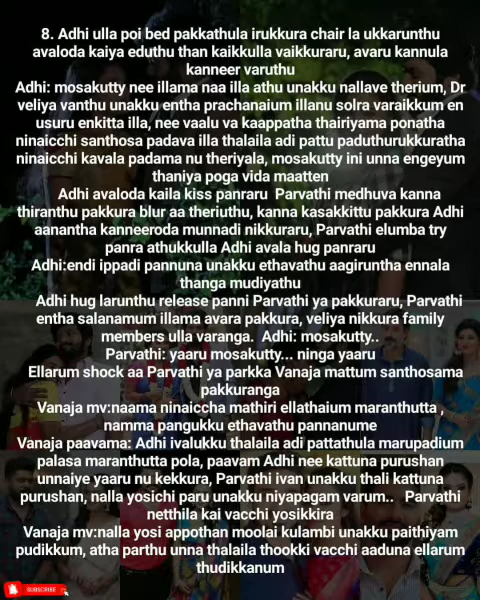 8. Adhi ulla poi bed pakkathula irukkura chair la ukkarunthu
avaloda kaiya eduthu than kaikkulla vaikkuraru, avaru kannula
kanneer varuthu
Adhi: mosakutty nee illama naa illa athu unakku nallave therium, Dr
veliya vanthu unakku entha prachanaium illanu solra varaikkum en
usuru enkitta illa, nee vaalu va kaappatha thairiyama ponatha
ninaicchi santhosa padava illa thalaila adi pattu paduthurukkuratha
ninaicchi kavala padama nu theriyala, mosakutty ini unna engeyum
thaniya poga vida maatten
Adhi avaloda kaila kiss panraru Parvathi medhuva kanna
thiranthu pakkura blur aa theriuthu, kanna kasakkittu pakkura Adhi
aanantha kanneeroda munnadi nikkuraru, Parvathi elumba try
panra athukkulla Adhi avala hug panraru
Adhi:endi ippadi pannuna unakku ethavathu aagiruntha ennala
thanga mudiyathu
Adhi hug larunthu release panni Parvathi ya pakkuraru, Parvathi
entha salanamum illama avara pakkura, veliya nikkura family
members ulla varanga. Adhi: mosakutty..
Parvathi: yaaru mosakutty... ninga yaaru
Ellarum shock aa Parvathi ya parkka Vanaja mattum santhosama
pakkuranga
Vanaja mv:naama ninaiccha mathiri ellathaium maranthutta ,
namma pangukku ethavathu pannanume
Vanaja paavama: Adhi ivalukku thalaila adi pattathula marupadium
palasa maranthutta pola, paavam Adhi nee kattuna purushan
unnaiye yaaru nu kekkura, Parvathi ivan unakku thali kattuna
purushan, nalla yosichi paru unakku niyapagam varum.. Parvathi
netthila kai vacchi yosikkira
Vanaja mv:nalla yosi appothan moolai kulambi unakku paithiyam
pudikkum, atha parthu unna thalaila thookki vacchi aaduna ellarum
thudikkanum
SUBSCRIBE